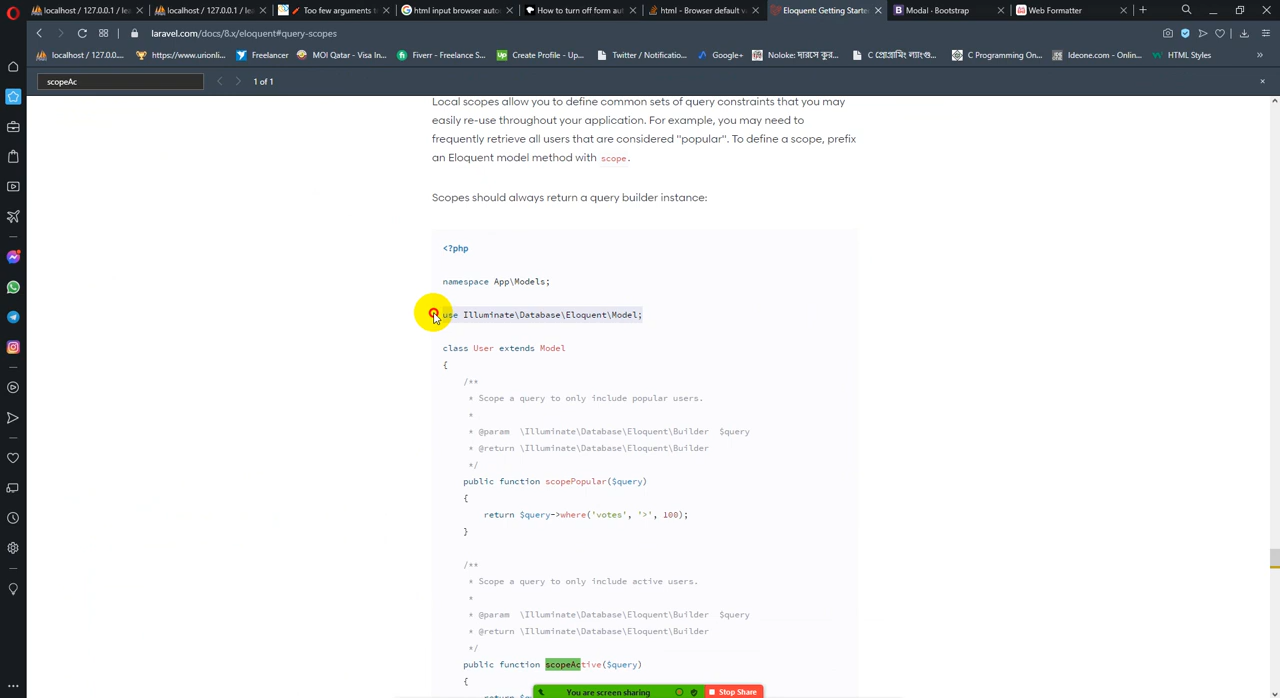 localhost / 127.0.0.1 / le
localhost / 127.0.0.1 / le
Too few arguments t
html input browser auto
How to turn off form aut
html - Browser default v
Eloquent: Getting Starte
Modal - Bootstrap
Web Formatter
laravel.com/docs/8.x/eloquent#query-scopes
localhost / 127.0.0....
https://www.urionli...
Freelancer
MOI Qatar - Visa In...
Fiverr - Freelance S...
Create Profile - Up...
Twitter / Notificatio...
Google+
C Programming On...
Ideone.com - Onlin...
HTML Styles
scopeAc
1 of 1
Local scopes allow you to define common sets of query constraints that you may
easily re-use throughout your application. For example, you may need to
frequently retrieve all users that are considered "popular". To define a scope, prefix
an Eloquent model method with scope.
Scopes should always return a query builder instance:
<?php
namespace App\Models;
use Illuminate\Database\Eloquent\Model;
class User extends Model
{
/**
* Scope a query to only include popular users.
*
* @param \Illuminate\Database\Eloquent\Builder $query
* @return \Illuminate\Database\Eloquent\Builder
*/
public function scopePopular($query)
{
return $query->where('votes', '>', 100);
}
/**
* Scope a query to only include active users.
*
* @param \Illuminate\Database\Eloquent\Builder $query
* @return \Illuminate\Database\Eloquent\Builder
*/
public function scopeActive($query)
{
You are screen sharing
Stop Share